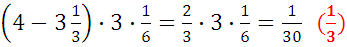 (4 − 3 1/3) · 3 · 1/6 = 2/3 · 3 · 1/6 = 1/30 (1/3)